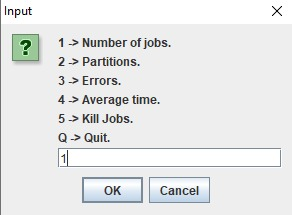 Input
1 -> Number of jobs.
2 -> Partitions.
3 -> Errors.
4 -> Average time.
5 -> Kill Jobs.
Q -> Quit.
1
OK Cancel